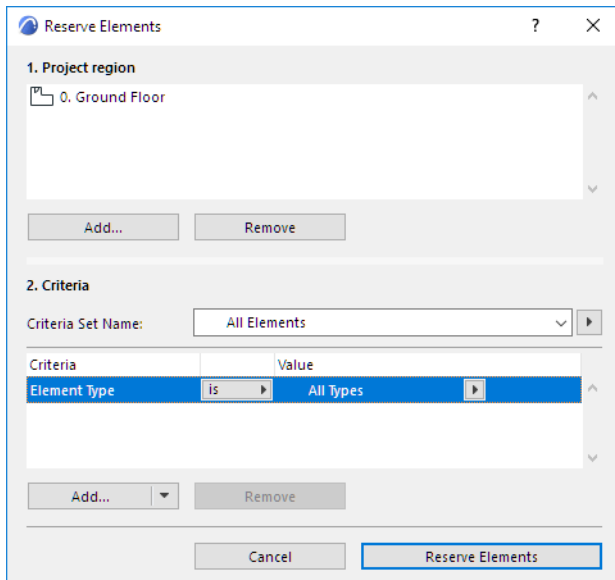 Reserve Elements
1. Project region
0. Ground Floor
Add... Remove
2. Criteria
Criteria Set Name: All Elements
Criteria Value
Element Type is All Types
Add... Remove
Cancel Reserve Elements